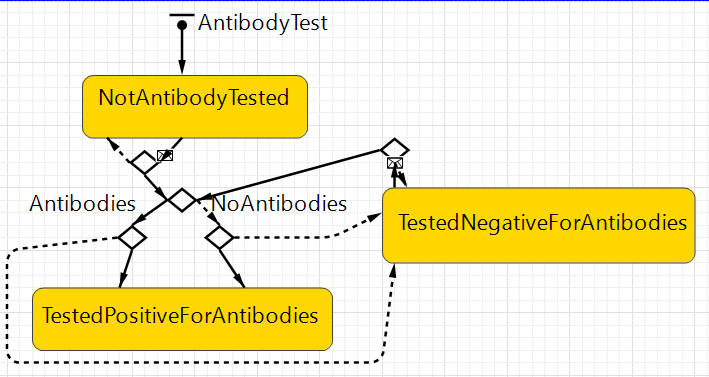 AntibodyTest
NotAntibodyTested
Antibodies
NoAntibodies
TestedNegativeForAntibodies
TestedPositiveForAntibodies